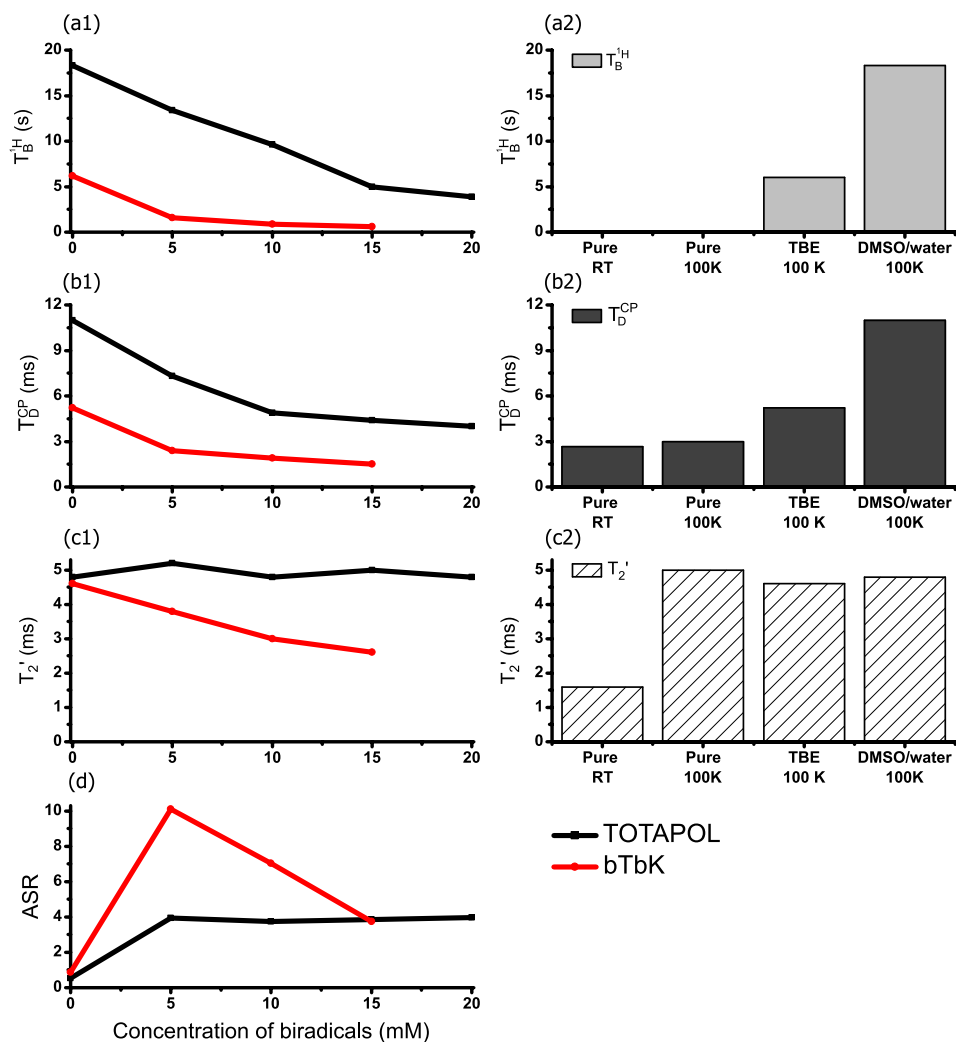 (a1)
20
15
10
5
0
T_B^1H (s)
0 5 10 15 20
(a2)
20
15
10
5
0
T_B^1H (s)
T_B^1H
Pure RT
Pure 100K
TBE 100 K
DMSO/water 100K
(b1)
12
9
6
3
0
T_D^CP (ms)
0 5 10 15 20
(b2)
12
9
6
3
0
T_D^CP (ms)
T_D^CP
Pure RT
Pure 100K
TBE 100 K
DMSO/water 100K
(c1)
5
4
3
2
1
0
T_2' (ms)
0 5 10 15 20
(c2)
5
4
3
2
1
0
T_2' (ms)
T_2'
Pure RT
Pure 100K
TBE 100 K
DMSO/water 100K
(d)
10
8
6
4
2
0
ASR
0 5 10 15 20
Concentration of biradicals (mM)
TOTAPOL
bTbK